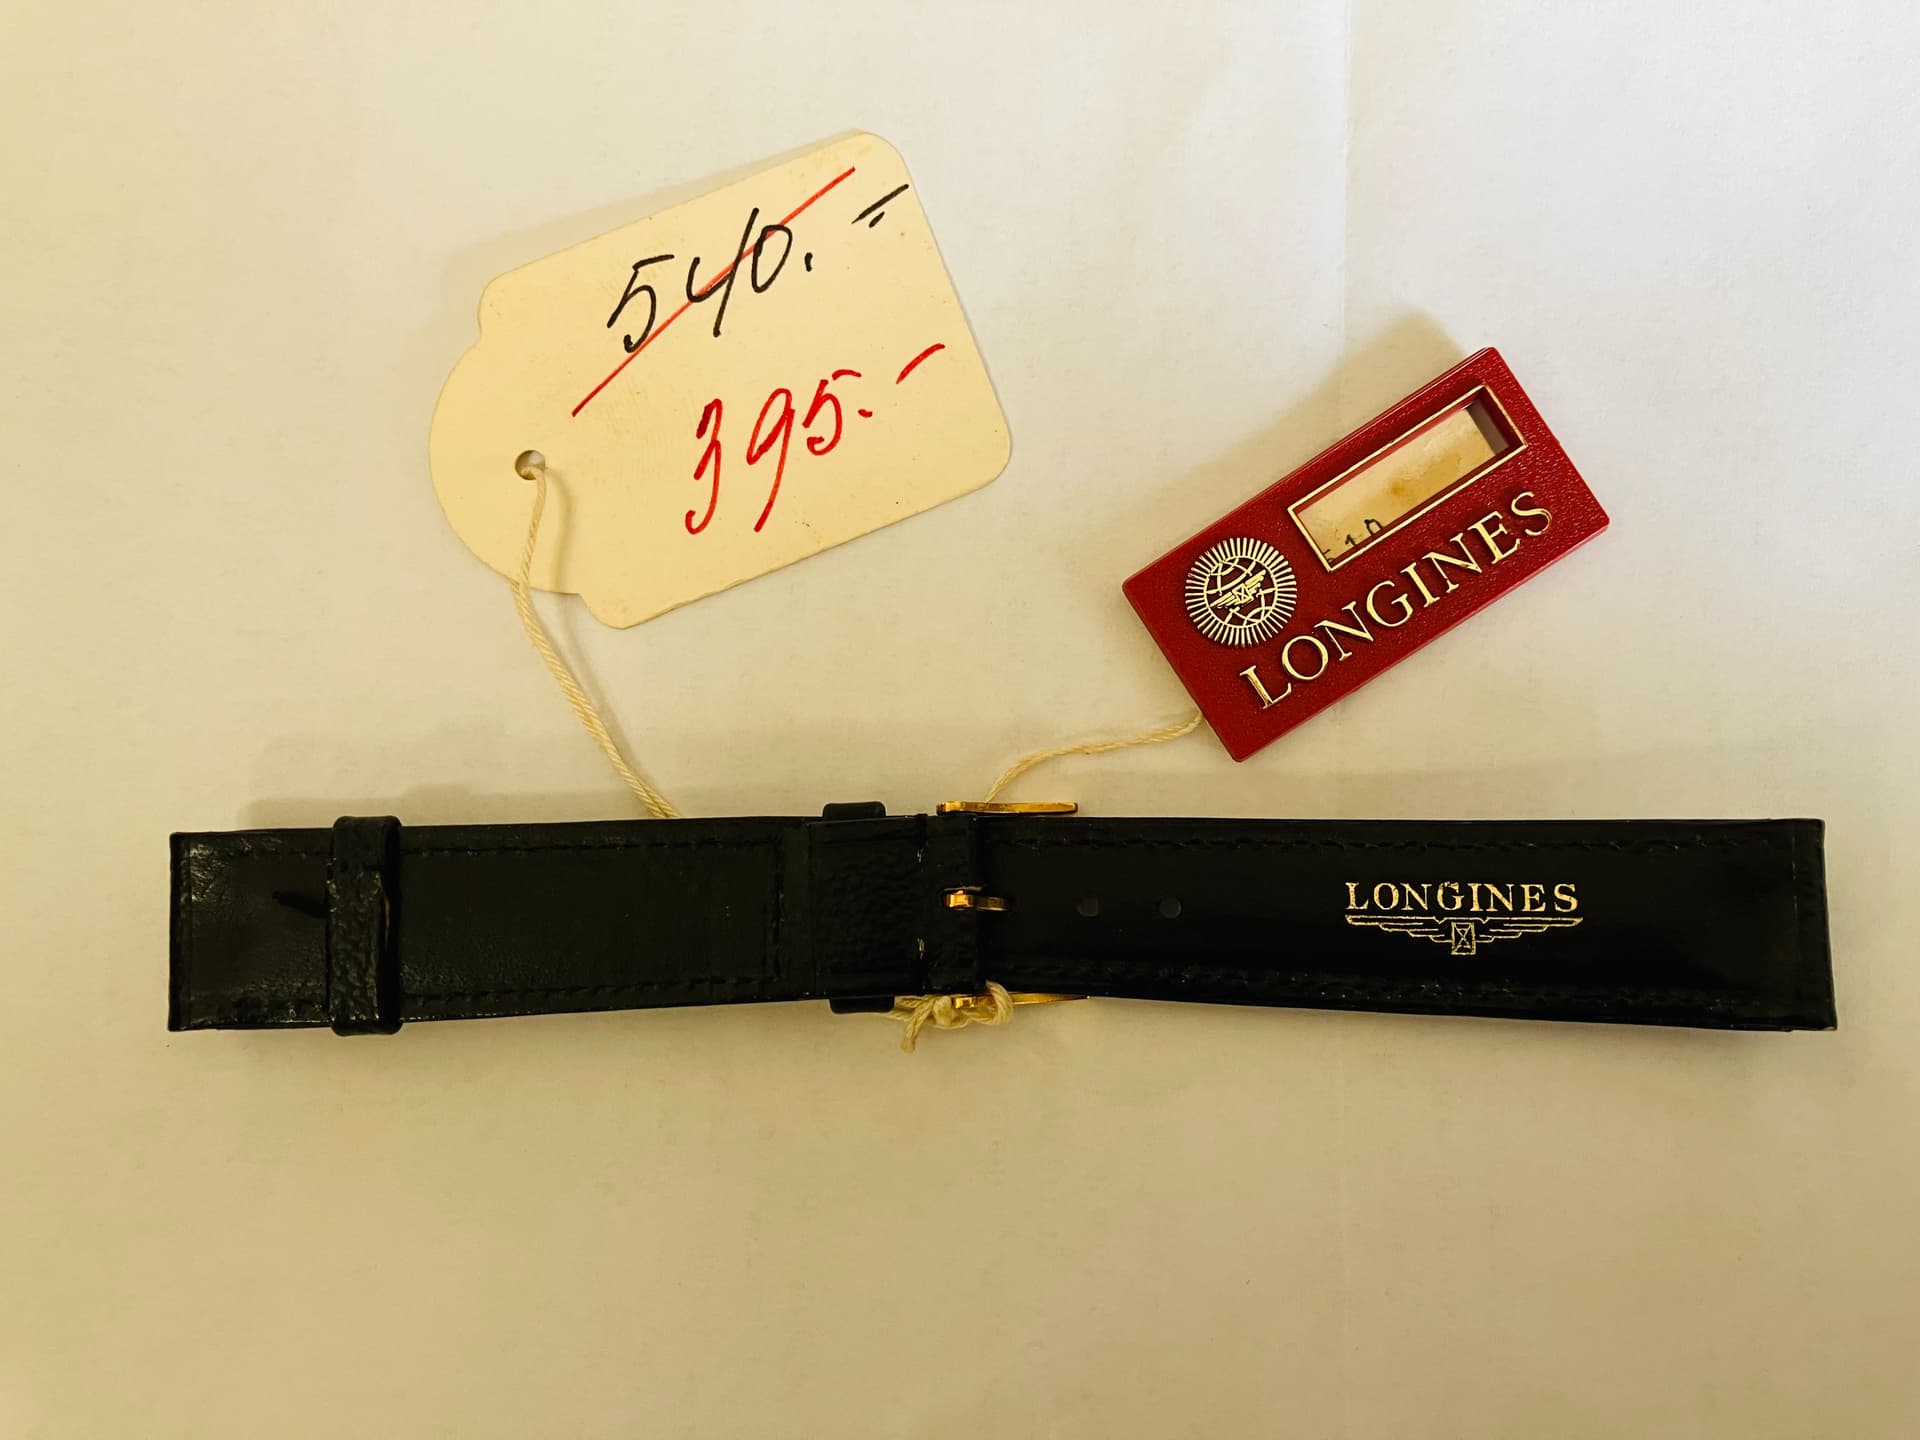 540.=
395.-
LONGINES
LONGINES